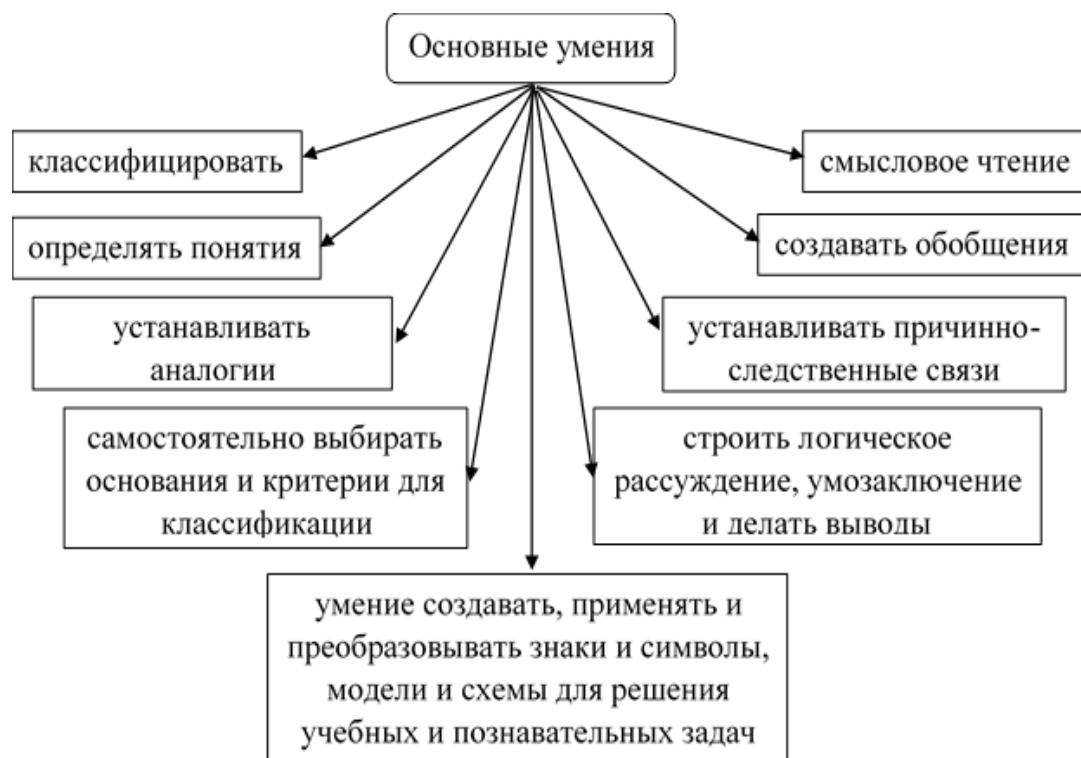 Основные умения
классифицировать
смысловое чтение
определять понятия
создавать обобщения
устанавливать
аналогии
устанавливать причинно-
следственные связи
самостоятельно выбирать
основания и критерии для
классификации
строить логическое
рассуждение, умозаключение
и делать выводы
умение создавать, применять и
преобразовывать знаки и символы,
модели и схемы для решения
учебных и познавательных задач